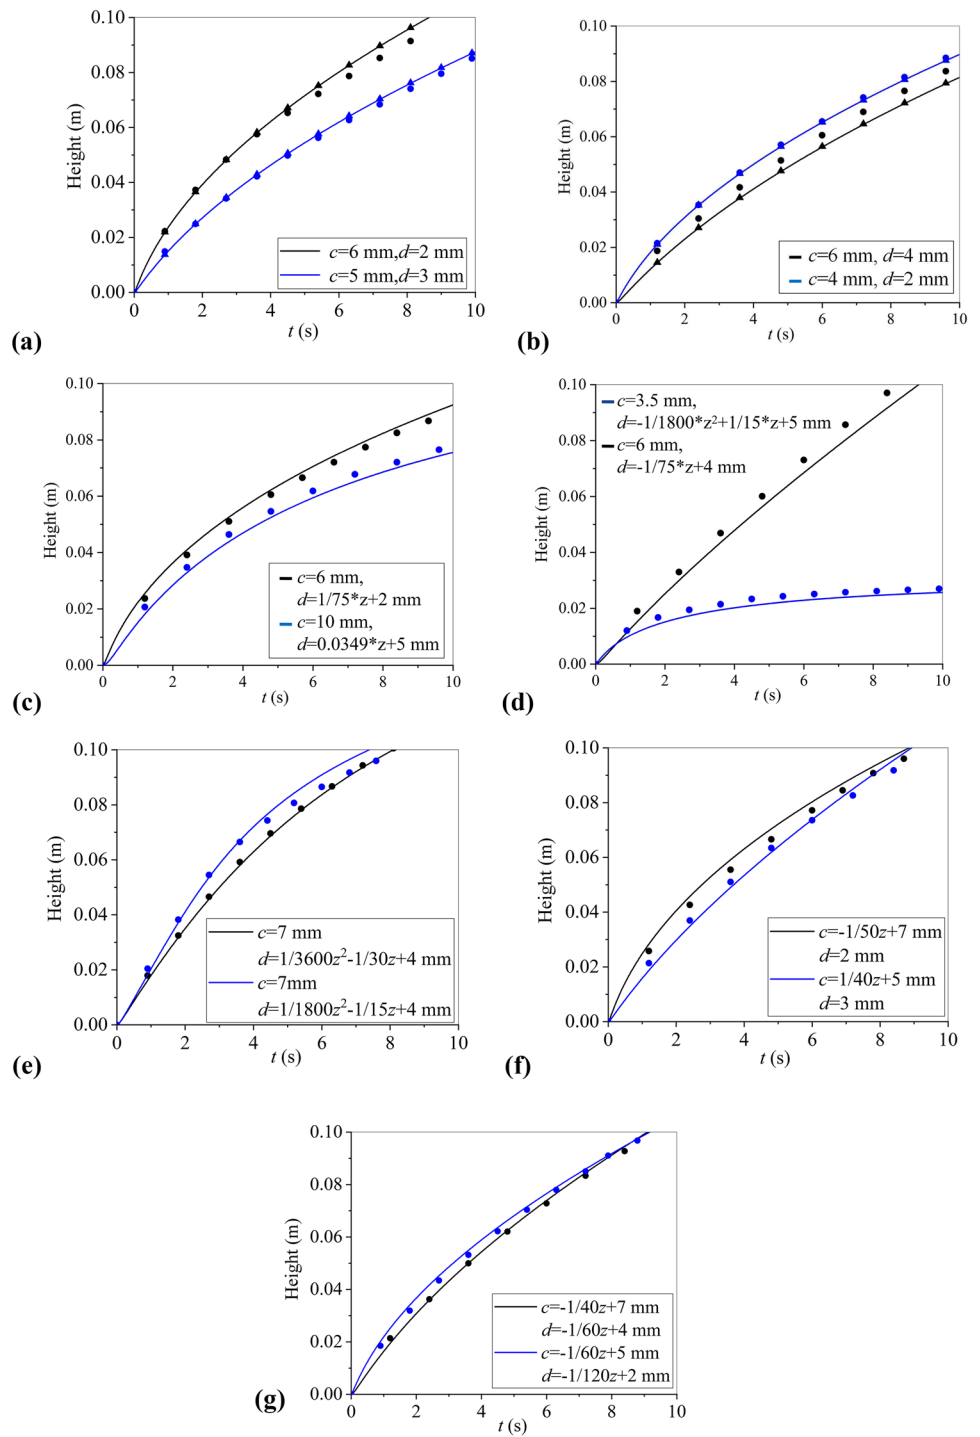 0.10
0.08
0.06
0.04
0.02
0.00
Height (m)
0 2 4 6 8 10
t (s)
c=6 mm,d=2 mm
c=5 mm,d=3 mm
(a)
0.10
0.08
0.06
0.04
0.02
0.00
Height (m)
0 2 4 6 8 10
t (s)
c=6 mm, d=4 mm
c=4 mm, d=2 mm
(b)
0.10
0.08
0.06
0.04
0.02
0.00
Height (m)
0 2 4 6 8 10
t (s)
c=6 mm,
d=1/75*z+2 mm
c=10 mm,
d=0.0349*z+5 mm
(c)
0.10
0.08
0.06
0.04
0.02
0.00
Height (m)
0 2 4 6 8 10
t (s)
c=3.5 mm,
d=-1/1800*z²+1/15*z+5 mm
c=6 mm,
d=-1/75*z+4 mm
(d)
0.10
0.08
0.06
0.04
0.02
0.00
Height (m)
0 2 4 6 8 10
t (s)
c=7 mm
d=1/3600z²-1/30z+4 mm
c=7mm
d=1/1800z²-1/15z+4 mm
(e)
0.10
0.08
0.06
0.04
0.02
0.00
Height (m)
0 2 4 6 8 10
t (s)
c=-1/50z+7 mm
d=2 mm
c=1/40z+5 mm
d=3 mm
(f)
0.10
0.08
0.06
0.04
0.02
0.00
Height (m)
0 2 4 6 8 10
t (s)
c=-1/40z+7 mm
d=-1/60z+4 mm
c=-1/60z+5 mm
d=-1/120z+2 mm
(g)